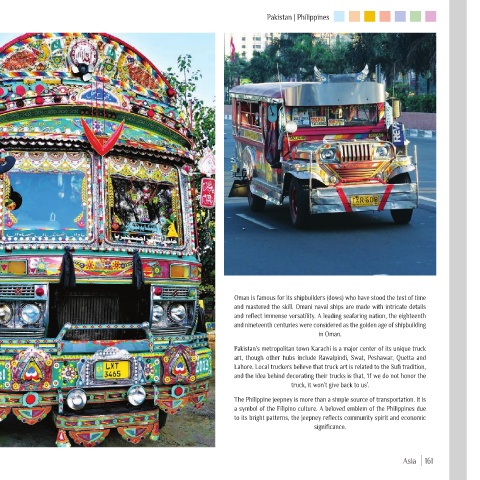 Pakistan | Philippines
LXT
3465
2013
Oman is famous for its shipbuilders (dows) who have stood the test of time
and mastered the skill. Omani naval ships are made with intricate details
and reflect immense versatility. A leading seafaring nation, the eighteenth
and nineteenth centuries were considered as the golden age of shipbuilding
in Oman.
Pakistan's metropolitan town Karachi is a major center of its unique truck
art, though other hubs include Rawalpindi, Swat, Peshawar, Quetta and
Lahore. Local truckers believe that truck art is related to the Sufi tradition,
and the idea behind decorating their trucks is that, 'if we do not honor the
truck, it won't give back to us'.
The Philippine jeepney is more than a simple source of transportation. It is
a symbol of the Filipino culture. A beloved emblem of the Philippines due
to its bright patterns, the jeepney reflects community spirit and economic
significance.
Asia | 161